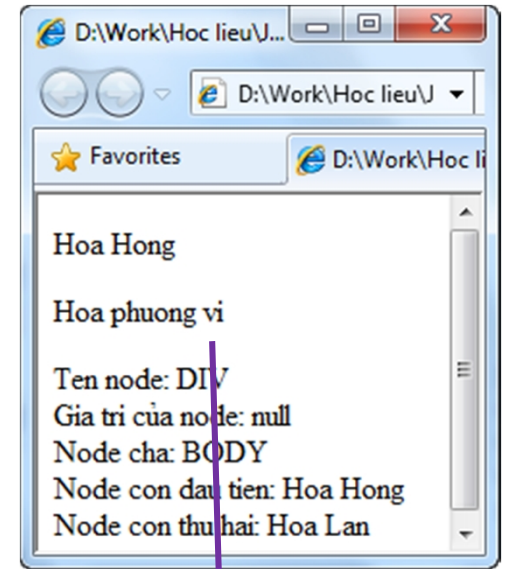 D:\Work\Hoc lieu\J...
D:\Work\Hoc lieu\J
Favorites
D:\Work\Hoc li
Hoa Hong
Hoa phuong vi
Ten node: DIV
Gia tri của node: null
Node cha: BODY
Node con dau tien: Hoa Hong
Node con thu hai: Hoa Lan